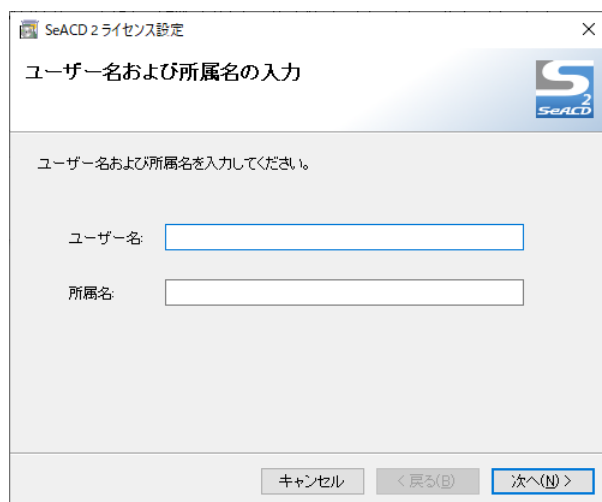 SeACD 2 ライセンス設定
ユーザー名および所属名の入力
S2
SeACD
ユーザー名および所属名を入力してください。
ユーザー名:
所属名:
キャンセル
< 戻る(B)
次へ(N) >